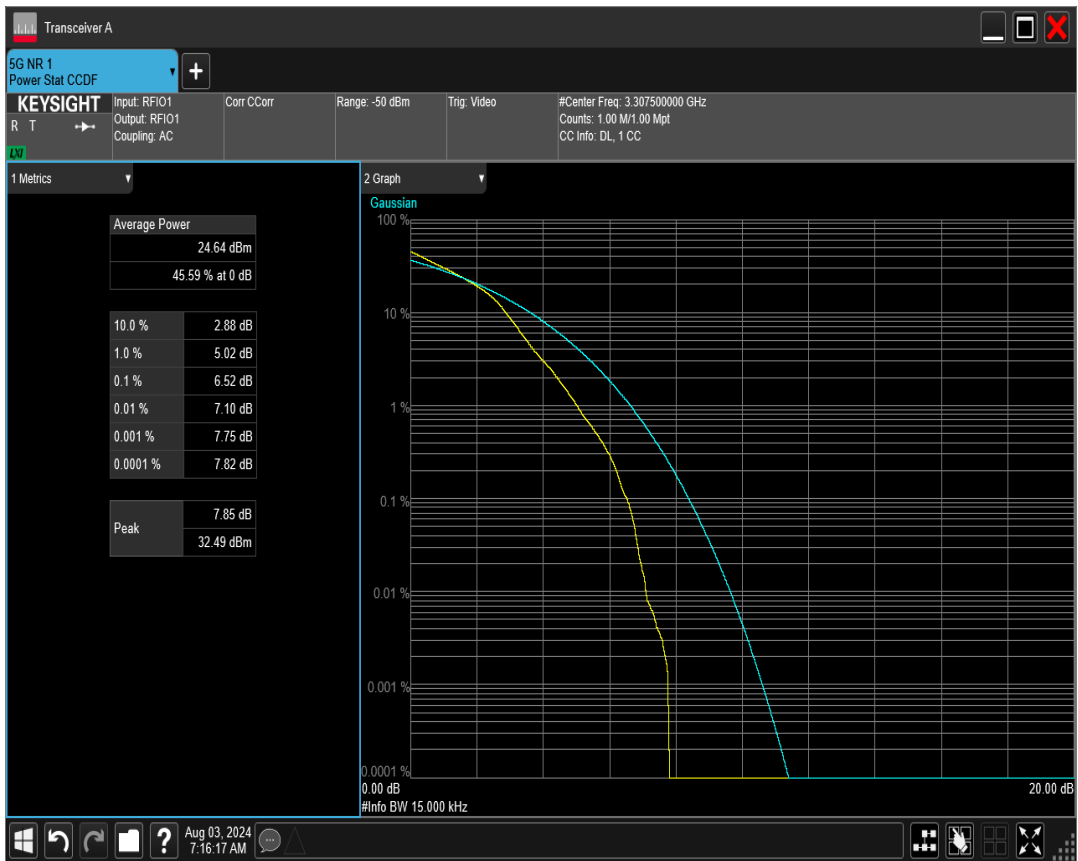 Transceiver A
5G NR 1
Power Stat CCDF
+
KEYSIGHT
R T
LXI
Input: RFIO1
Output: RFIO1
Coupling: AC
Corr CCorr
Range: -50 dBm
Trig: Video
#Center Freq: 3.307500000 GHz
Counts: 1.00 M/1.00 Mpt
CC Info: DL, 1 CC
1 Metrics
Average Power
24.64 dBm
45.59 % at 0 dB
10.0 % 2.88 dB
1.0 % 5.02 dB
0.1 % 6.52 dB
0.01 % 7.10 dB
0.001 % 7.75 dB
0.0001 % 7.82 dB
Peak
7.85 dB
32.49 dBm
2 Graph
Gaussian
100 %
10 %
1 %
0.1 %
0.01 %
0.001 %
0.0001 %
0.00 dB 20.00 dB
#Info BW 15.000 kHz
?
Aug 03, 2024
7:16:17 AM